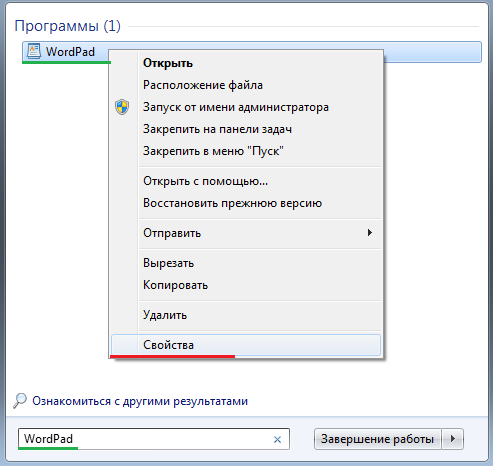 Программы (1)
WordPad
Открыть
Расположение файла
Запуск от имени администратора
Закрепить на панели задач
Закрепить в меню "Пуск"
Открыть с помощью...
Восстановить прежнюю версию
Отправить
Вырезать
Копировать
Удалить
Свойства
Ознакомиться с другими результатами
WordPad
Завершение работы